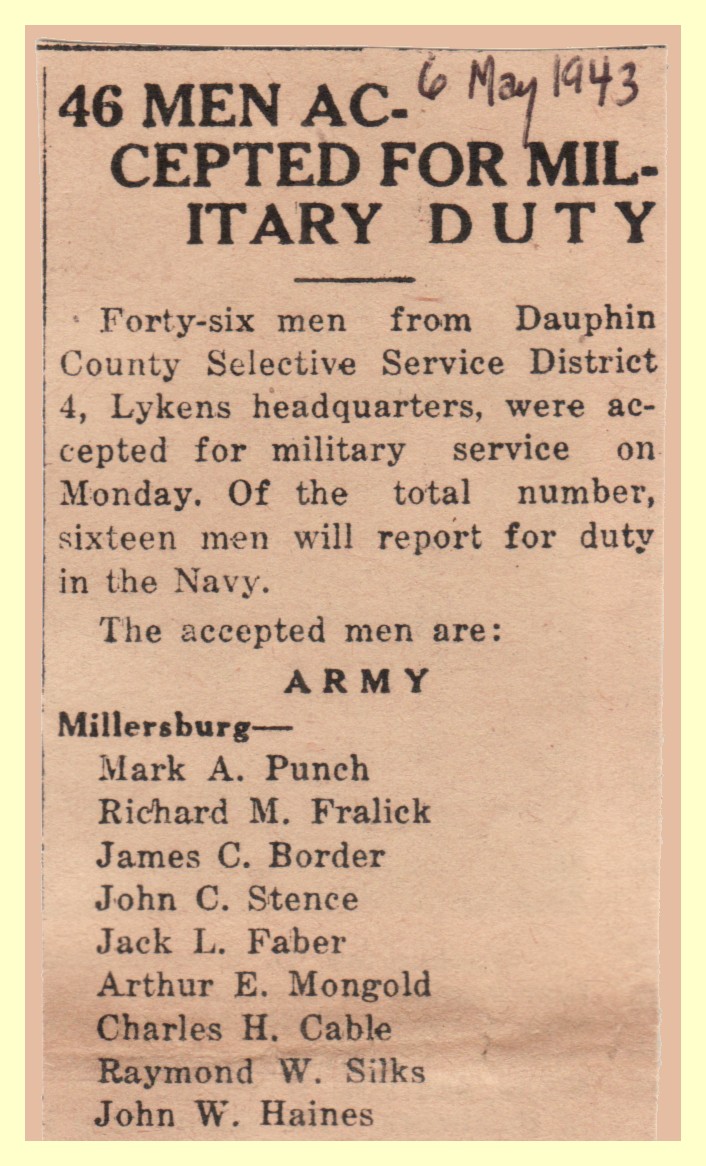 6 May 1943
46 MEN AC-
CEPTED FOR MIL-
ITARY DUTY
Forty-six men from Dauphin
County Selective Service District
4, Lykens headquarters, were ac-
cepted for military service on
Monday. Of the total number,
sixteen men will report for duty
in the Navy.
The accepted men are:
ARMY
Millersburg—
Mark A. Punch
Richard M. Fralick
James C. Border
John C. Stence
Jack L. Faber
Arthur E. Mongold
Charles H. Cable
Raymond W. Silks
John W. Haines